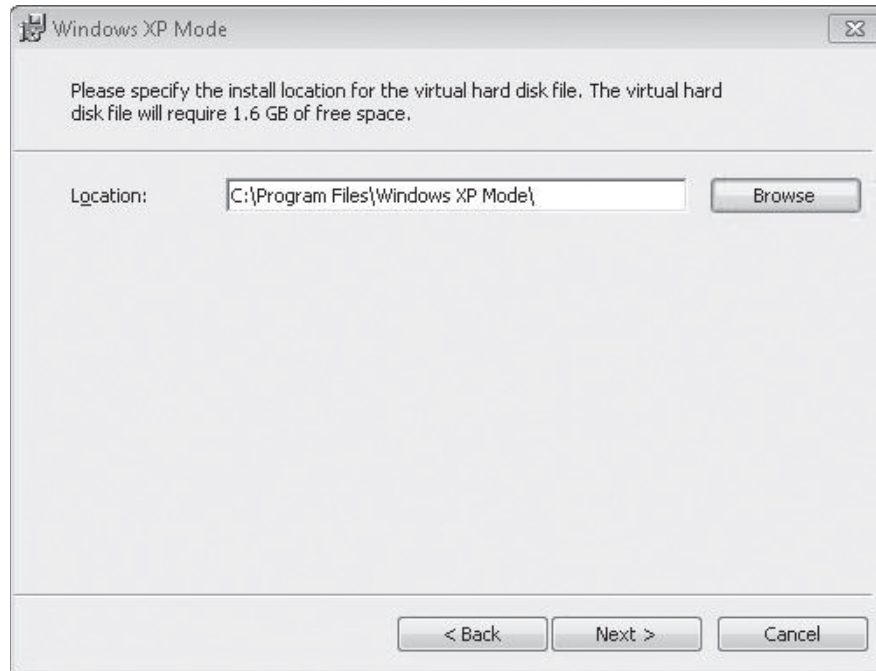 Windows XP Mode
Please specify the install location for the virtual hard disk file. The virtual hard
disk file will require 1.6 GB of free space.
Location: C:\Program Files\Windows XP Mode\ Browse
< Back Next > Cancel